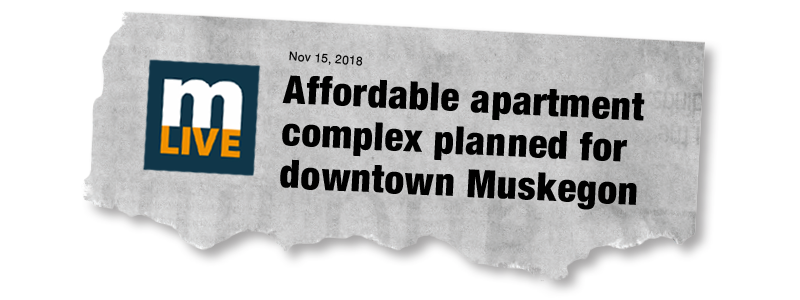 m
LIVE
Nov 15, 2018
Affordable apartment
complex planned for
downtown Muskegon